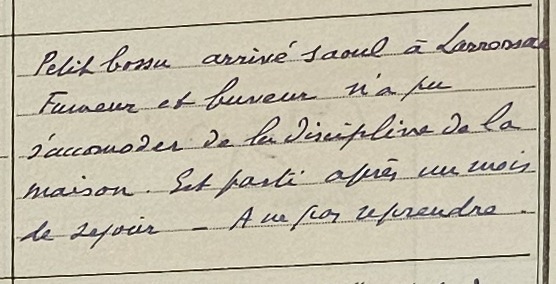 Petit bossu arrivé saoul à
Fumeur et buveur n'a pu
s'accomoder de la discipline de la
maison. Est parti après un mois
de séjour - A ne pas reprendre.